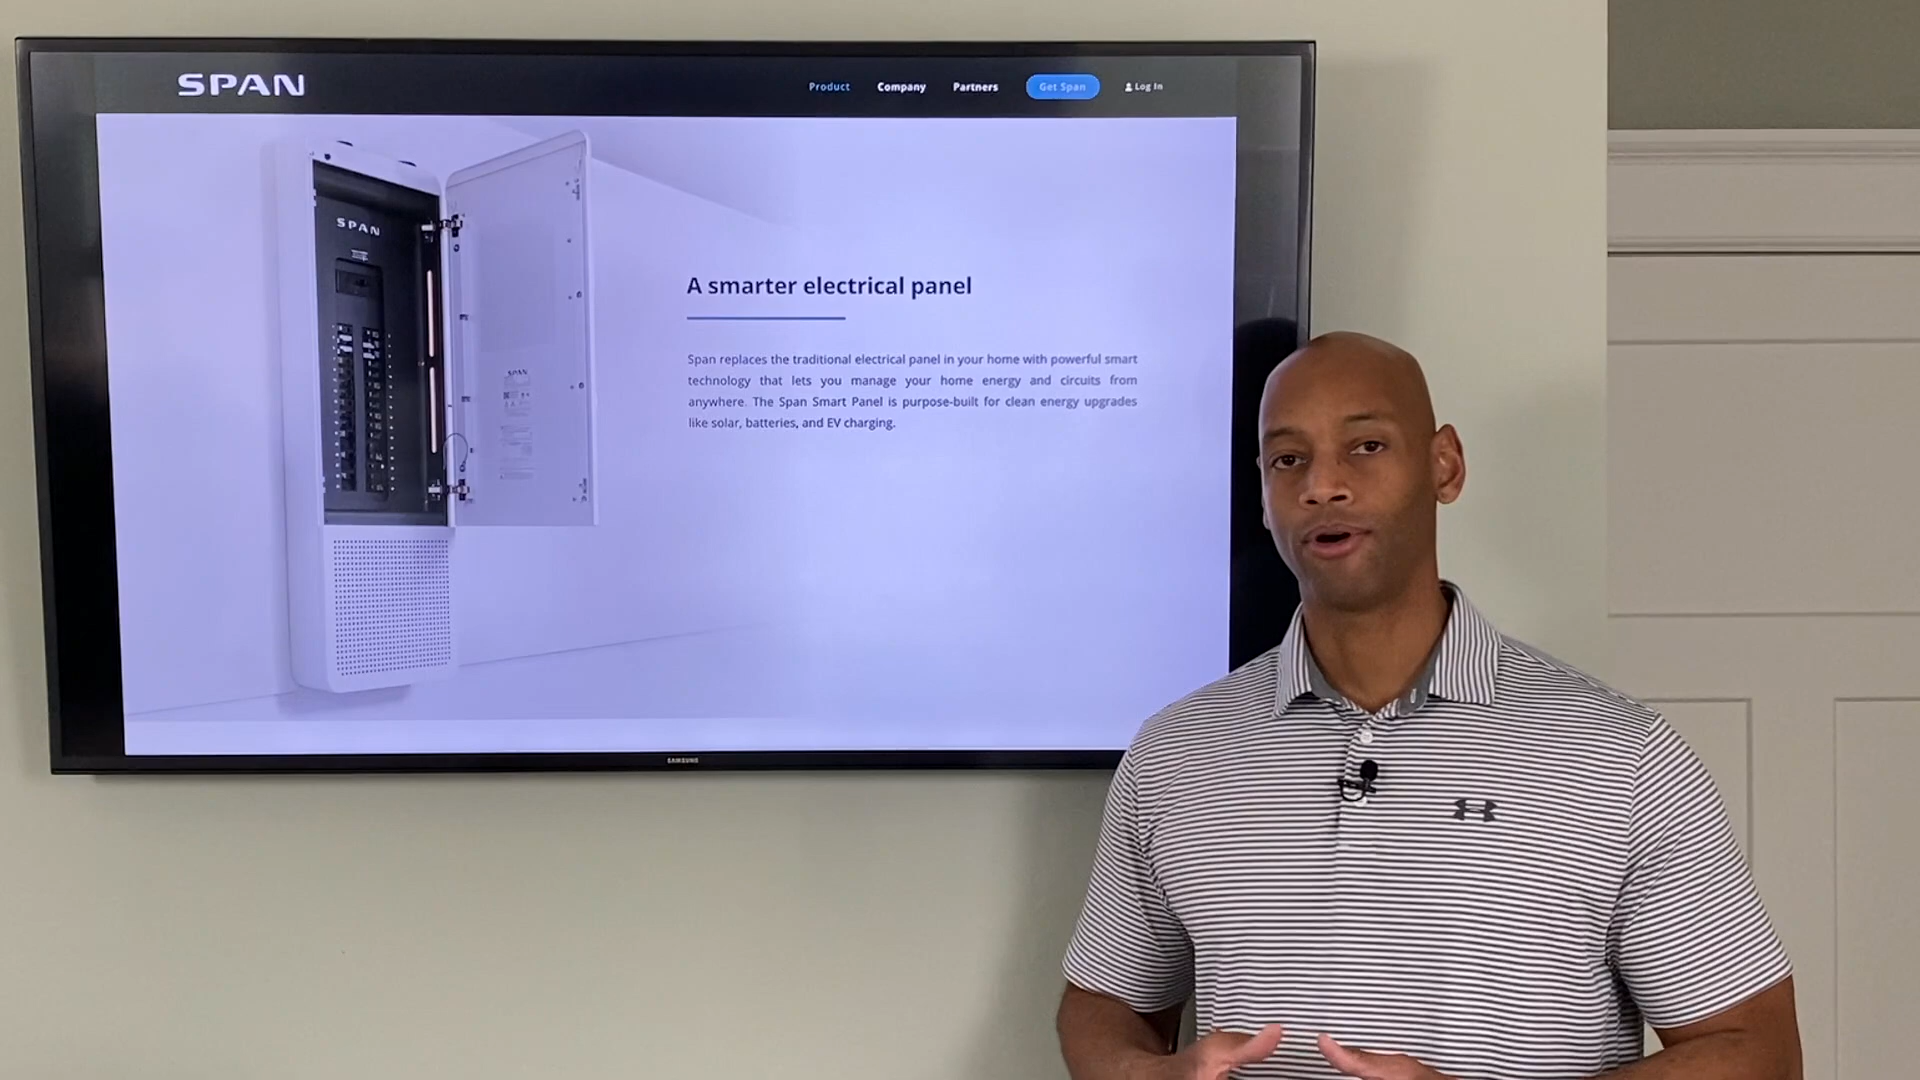 SPAN
Product Company Partners Get Span Log In
SPAN
A smarter electrical panel
Span replaces the traditional electrical panel in your home with powerful smart
technology that lets you manage your home energy and circuits from
anywhere. The Span Smart Panel is purpose-built for clean energy upgrades
like solar, batteries, and EV charging.
SPAN
SAMSUNG